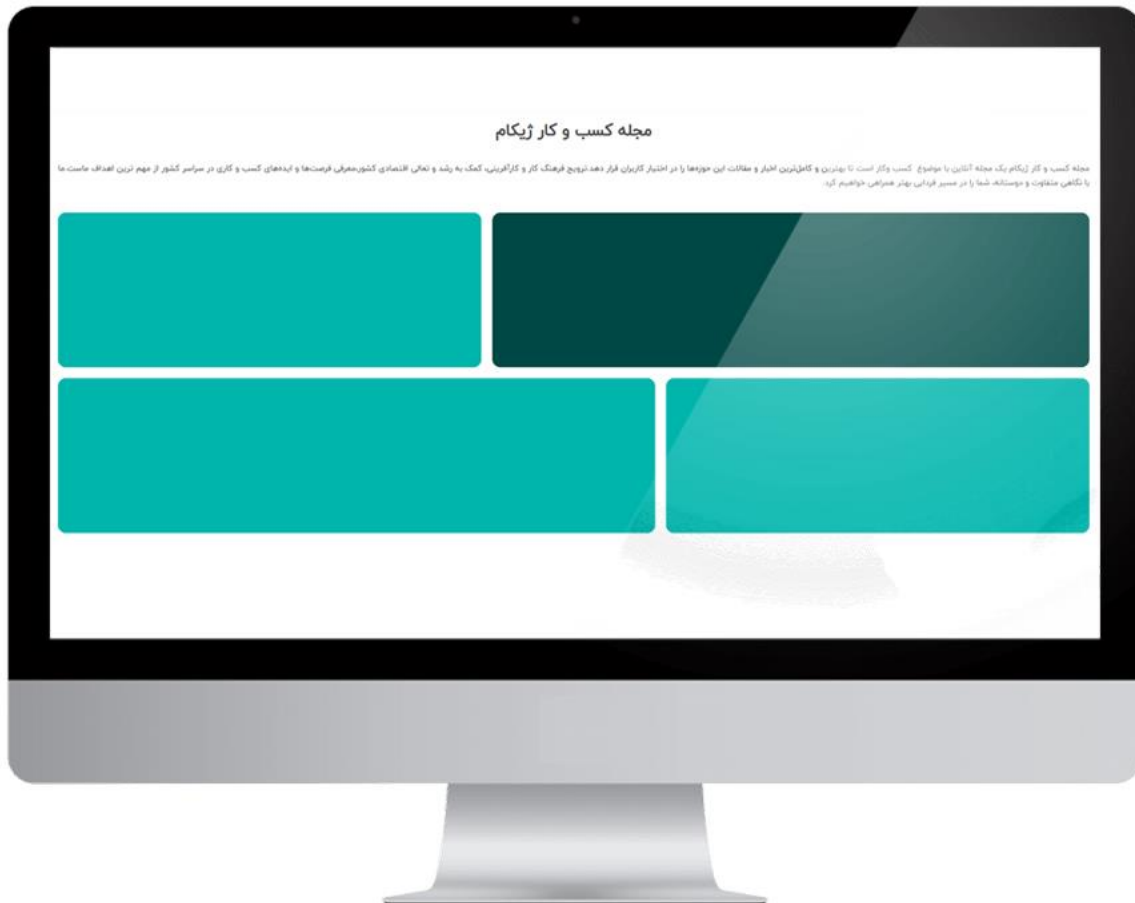 مجله کسب و کار ژیکام
مجله کسب و کار ژیکام یک مجله آنلاین با موضوع کسب وکار است تا بهترین و کامل‌ترین اخبار و مقالات این حوزه‌ها را در اختیار کاربران قرار دهد.ترویج فرهنگ کار و کارآفرینی، کمک به رشد و تعالی اقتصادی کشور،معرفی فرصت‌ها و ایده‌های کسب و کاری در سراسر کشور از مهم ترین اهداف ماست.ما
با نگاهی متفاوت و دوستانه، شما را در مسیر فردایی بهتر همراهی خواهیم کرد.